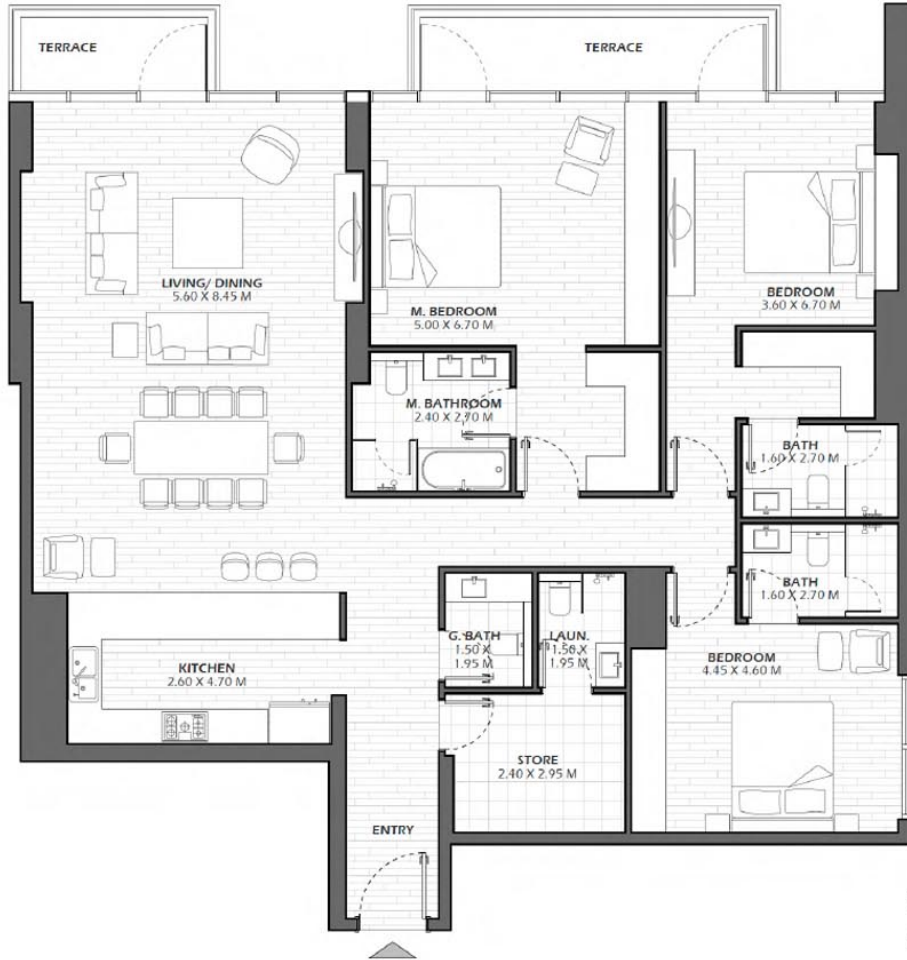 TERRACE
TERRACE
LIVING/ DINING
5.60 X 8.45 M
M. BEDROOM
5.00 X 6.70 M
BEDROOM
3.60 X 6.70 M
M. BATHROOM
2.40 X 2.70 M
BATH
1.60 X 2.70 M
BATH
1.60 X 2.70 M
G. BATH
1.50 X
1.95 M
LAUN.
1.50 X
1.95 M
KITCHEN
2.60 X 4.70 M
BEDROOM
4.45 X 4.60 M
STORE
2.40 X 2.95 M
ENTRY